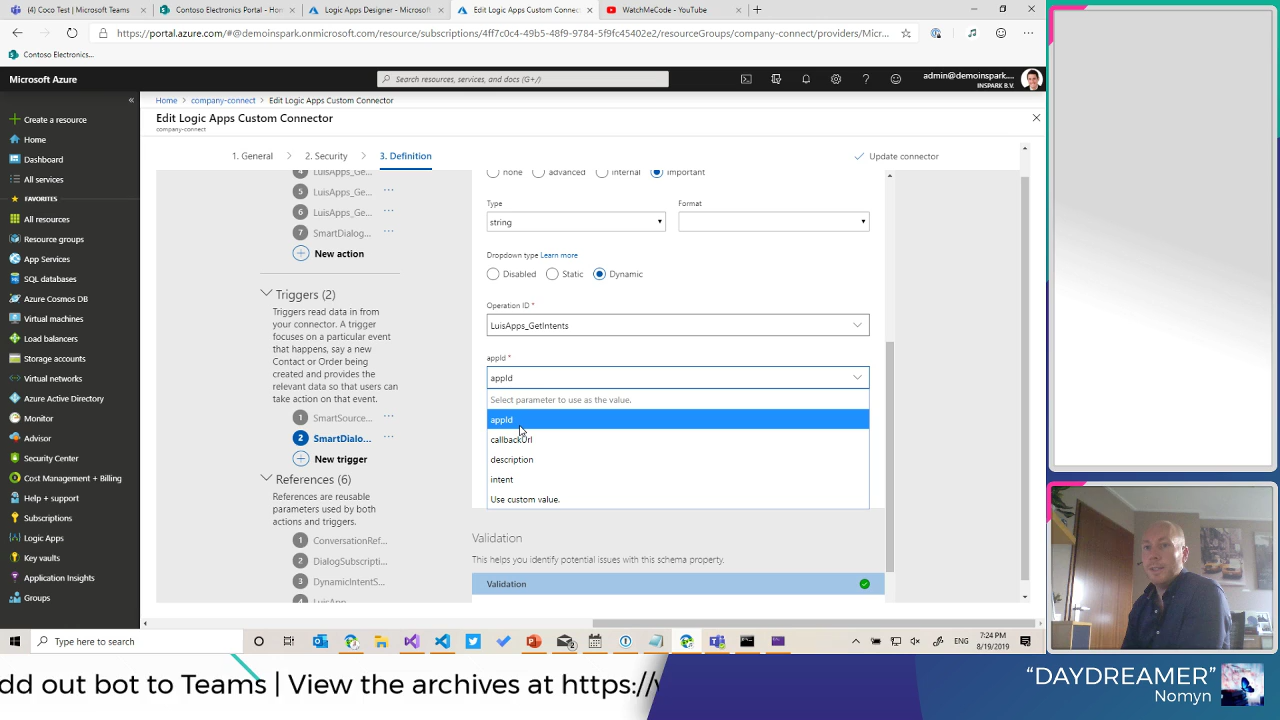 (4) Coco Test | Microsoft Teams
Contoso Electronics Portal - Hor
Logic Apps Designer - Microsoft
Edit Logic Apps Custom Connec
WatchMeCode - YouTube
https://portal.azure.com/#@demoinspark.onmicrosoft.com/resource/subscriptions/4ff7c0c4-49b5-48f9-9784-5f9fc45402e2/resourceGroups/company-connect/providers/Micr...
Contoso Electronics...
Microsoft Azure
Search resources, services, and docs (G+/)
admin@demoinspark....
INSPARK B.V.
Home > company-connect > Edit Logic Apps Custom Connector
Edit Logic Apps Custom Connector
company-connect
Create a resource
Home
Dashboard
All services
FAVORITES
All resources
Resource groups
App Services
SQL databases
Azure Cosmos DB
Virtual machines
Load balancers
Storage accounts
Virtual networks
Azure Active Directory
Monitor
Advisor
Security Center
Cost Management + Billing
Help + support
Subscriptions
Logic Apps
Key vaults
Application Insights
Groups
1. General
2. Security
3. Definition
Update connector
4 LuisApps_Ge... ...
5 LuisApps_Ge... ...
6 LuisApps_Ge... ...
7 SmartDialog... ...
New action
Triggers (2)
Triggers read data in from
your connector. A trigger
focuses on a particular event
that happens, say a new
Contact or Order being
created and provides the
relevant data so that users can
take action on that event.
1 SmartSource... ...
2 SmartDialo... ...
New trigger
References (6)
References are reusable
parameters used by both
actions and triggers.
1 ConversationRef...
2 DialogSubscripti...
3 DynamicIntentS...
4 LuisApp
none advanced internal important
Type
Format
string
Dropdown type Learn more
Disabled Static Dynamic
Operation ID *
LuisApps_GetIntents
appId *
appId
Select parameter to use as the value.
appId
callbackUrl
description
intent
Use custom value.
Validation
This helps you identify potential issues with this schema property.
Validation
Type here to search
ENG
7:24 PM
8/19/2019
dd out bot to Teams | View the archives at https://
“DAYDREAMER”
Nomyn